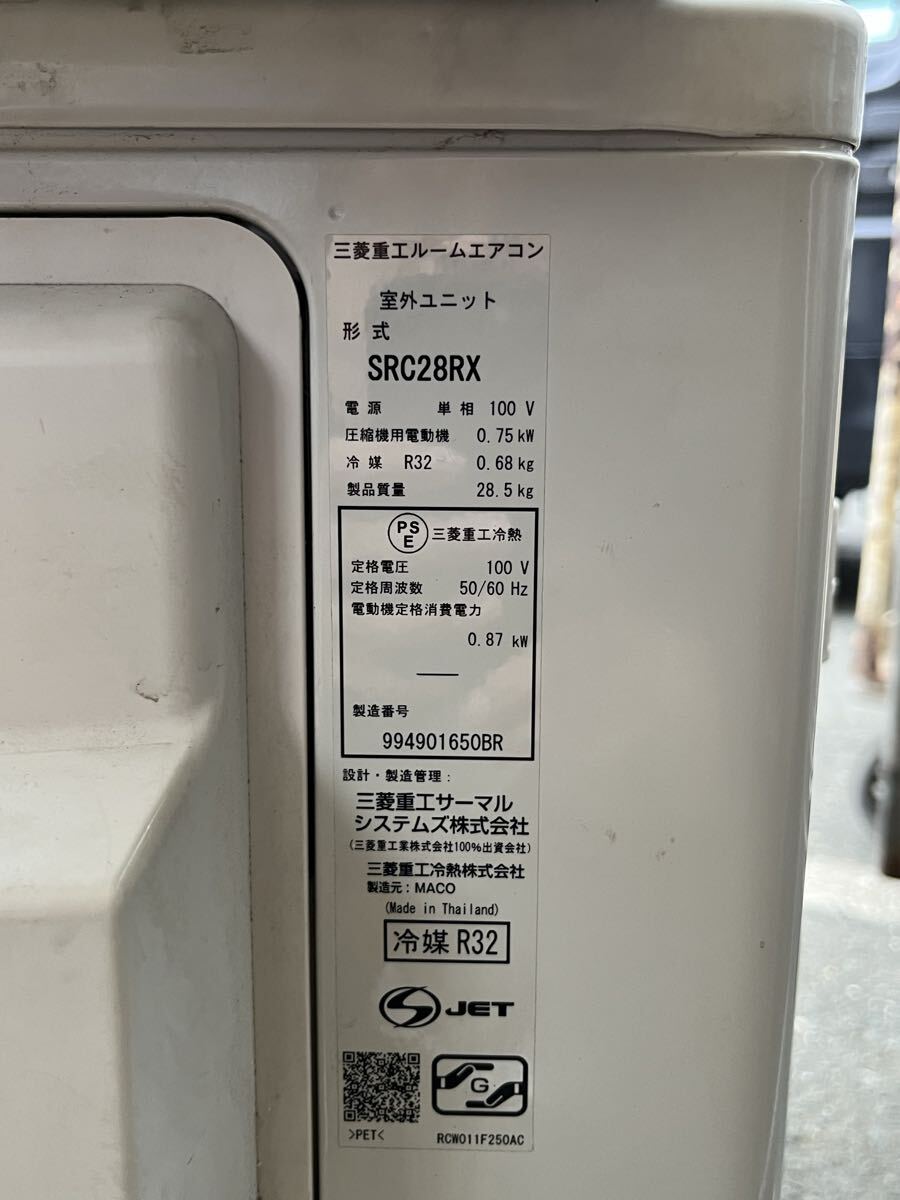 三菱重工ルームエアコン
室外ユニット
形式
SRC28RX
電源 単相 100 V
圧縮機用電動機 0.75 kW
冷媒 R32 0.68 kg
製品質量 28.5 kg
PS
E 三菱重工冷熱
定格電圧 100 V
定格周波数 50/60 Hz
電動機定格消費電力
0.87 kW
製造番号
994901650BR
設計・製造管理：
三菱重工サーマル
システムズ株式会社
(三菱重工業株式会社100%出資会社)
三菱重工冷熱株式会社
製造元：MACO
(Made in Thailand)
冷媒 R32
JET
G
>PET<
RCW011F250AC